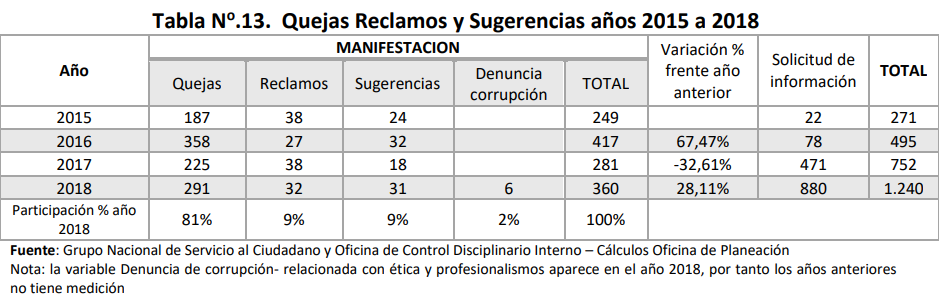 Tabla Nº.13. Quejas Reclamos y Sugerencias años 2015 a 2018
Año MANIFESTACION Variación % frente año anterior Solicitud de información TOTAL
Quejas Reclamos Sugerencias Denuncia corrupción TOTAL
2015 187 38 24 249 22 271
2016 358 27 32 417 67,47% 78 495
2017 225 38 18 281 -32,61% 471 752
2018 291 32 31 6 360 28,11% 880 1.240
Participación % año 2018 81% 9% 9% 2% 100%
Fuente: Grupo Nacional de Servicio al Ciudadano y Oficina de Control Disciplinario Interno – Cálculos Oficina de Planeación
Nota: la variable Denuncia de corrupción- relacionada con ética y profesionalismos aparece en el año 2018, por tanto los años anteriores
no tiene medición